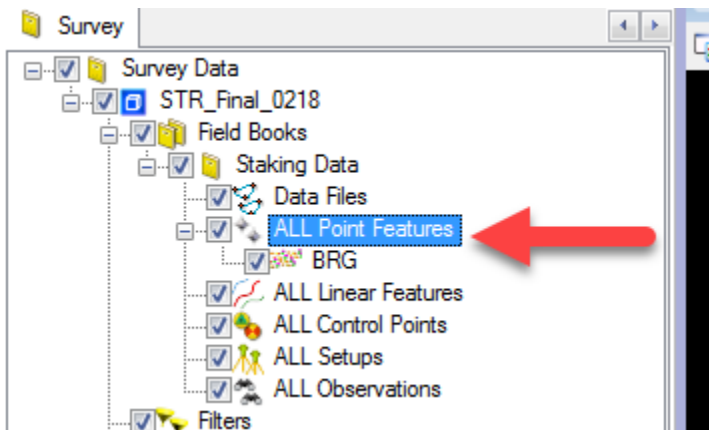 Survey
Survey Data
STR_Final_0218
Field Books
Staking Data
Data Files
ALL Point Features
BRG
ALL Linear Features
ALL Control Points
ALL Setups
ALL Observations
Filters